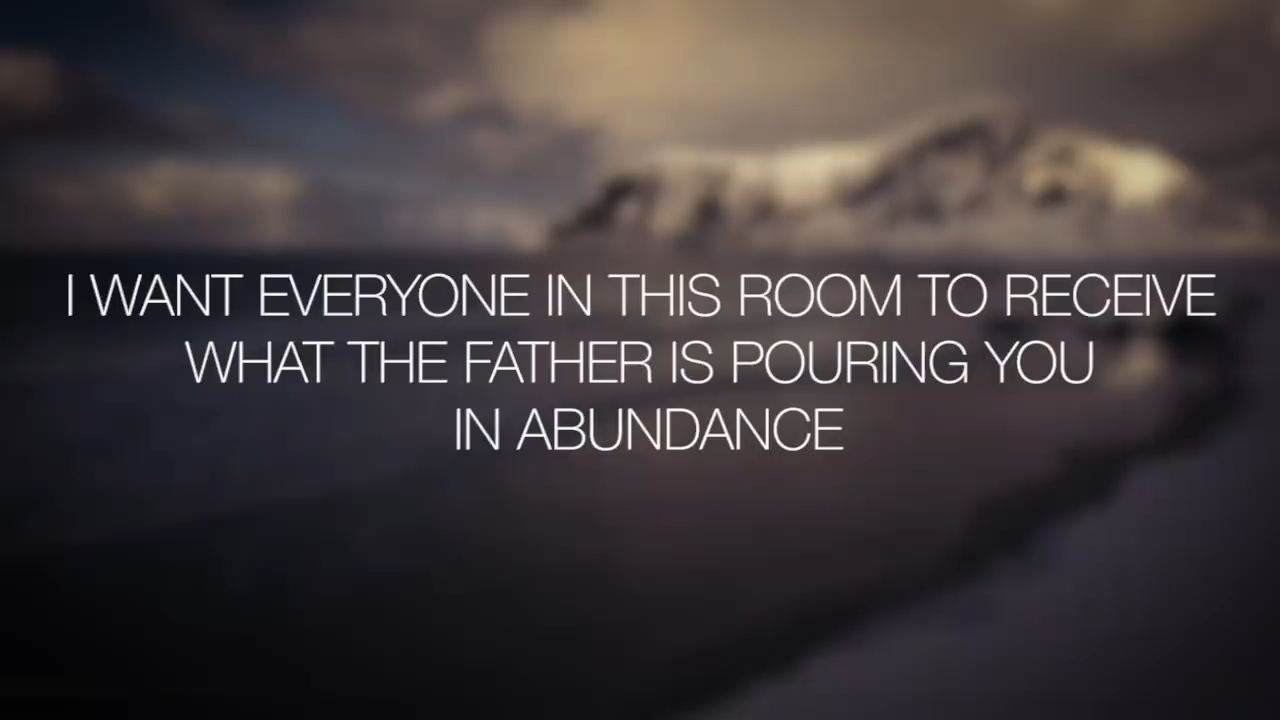 I WANT EVERYONE IN THIS ROOM TO RECEIVE
WHAT THE FATHER IS POURING YOU
IN ABUNDANCE